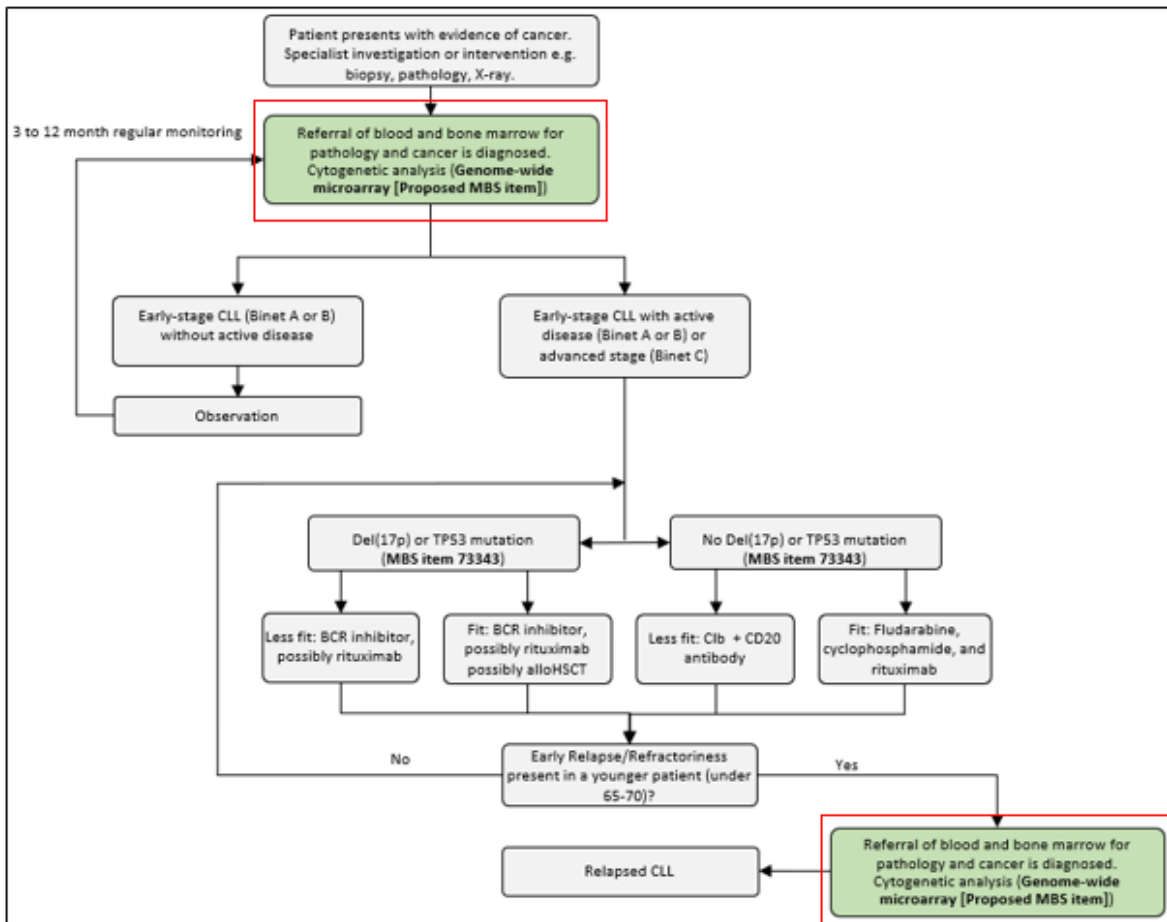 Patient presents with evidence of cancer.
Specialist investigation or intervention e.g.
biopsy, pathology, X-ray.
3 to 12 month regular monitoring
Referral of blood and bone marrow for
pathology and cancer is diagnosed.
Cytogenetic analysis (Genome-wide
microarray [Proposed MBS item])
Early-stage CLL (Binet A or B)
without active disease
Early-stage CLL with active
disease (Binet A or B) or
advanced stage (Binet C)
Observation
Del(17p) or TP53 mutation
(MBS item 73343)
No Del(17p) or TP53 mutation
(MBS item 73343)
Less fit: BCR inhibitor,
possibly rituximab
Fit: BCR inhibitor,
possibly rituximab
possibly alloHSCT
Less fit: Clb + CD20
antibody
Fit: Fludarabine,
cyclophosphamide, and
rituximab
No
Early Relapse/Refractoriness
present in a younger patient (under
65-70)?
Yes
Relapsed CLL
Referral of blood and bone marrow for
pathology and cancer is diagnosed.
Cytogenetic analysis (Genome-wide
microarray [Proposed MBS item])